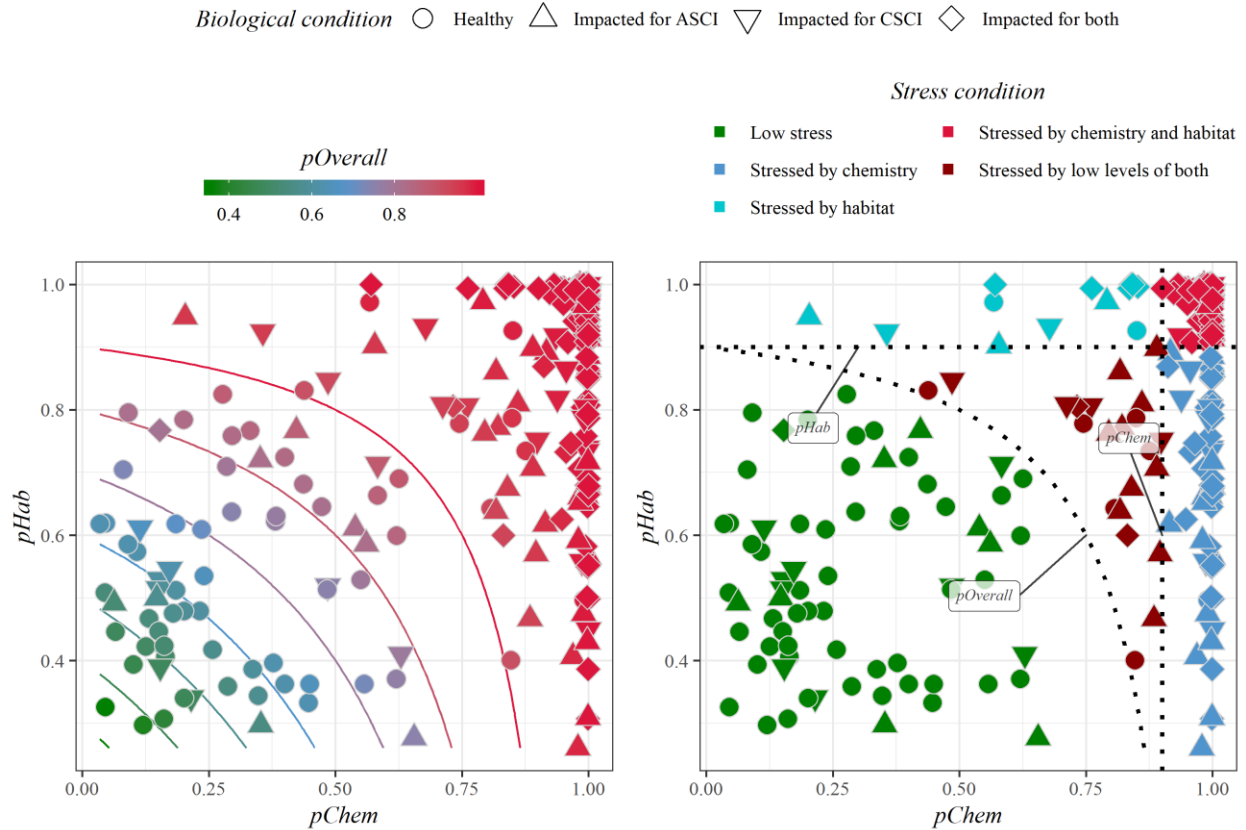 Biological condition Healthy Impacted for ASCI Impacted for CSCI Impacted for both
Stress condition
Low stress Stressed by chemistry and habitat
Stressed by chemistry Stressed by low levels of both
Stressed by habitat
pOverall
0.4 0.6 0.8
pHab
1.0
0.8
0.6
0.4
0.00 0.25 0.50 0.75 1.00
pChem
pHab
1.0
0.8
0.6
0.4
pHab
pChem
pOverall
0.00 0.25 0.50 0.75 1.00
pChem